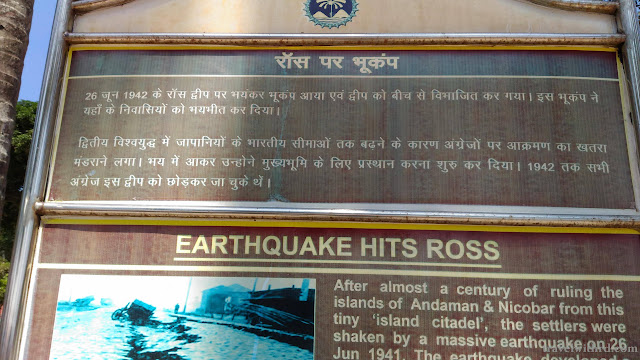 रॉस पर भूकंप
26 जून 1942 के रॉस द्वीप पर भयंकर भूकंप आया एवं द्वीप को बीच से विभाजित कर गया। इस भूकंप ने
यहाँ के निवासियों को भयभीत कर दिया।
द्वितीय विश्वयुद्ध में जापानियों के भारतीय सीमाओं तक बढने के कारण अंग्रेजों पर आक्रमण का खतरा
मंडराने लगा। भय में आकर उन्होने मुख्यभूमि के लिए प्रस्थान करना शुरु कर दिया। 1942 तक सभी
अंग्रेज इस द्वीप को छोड़कर जा चुके थें।
EARTHQUAKE HITS ROSS
After almost a century of ruling the
islands of Andaman & Nicobar from this
tiny 'island citadel', the settlers were
shaken by a massive earthquake on 26
Jun 1941. The earthquake developed